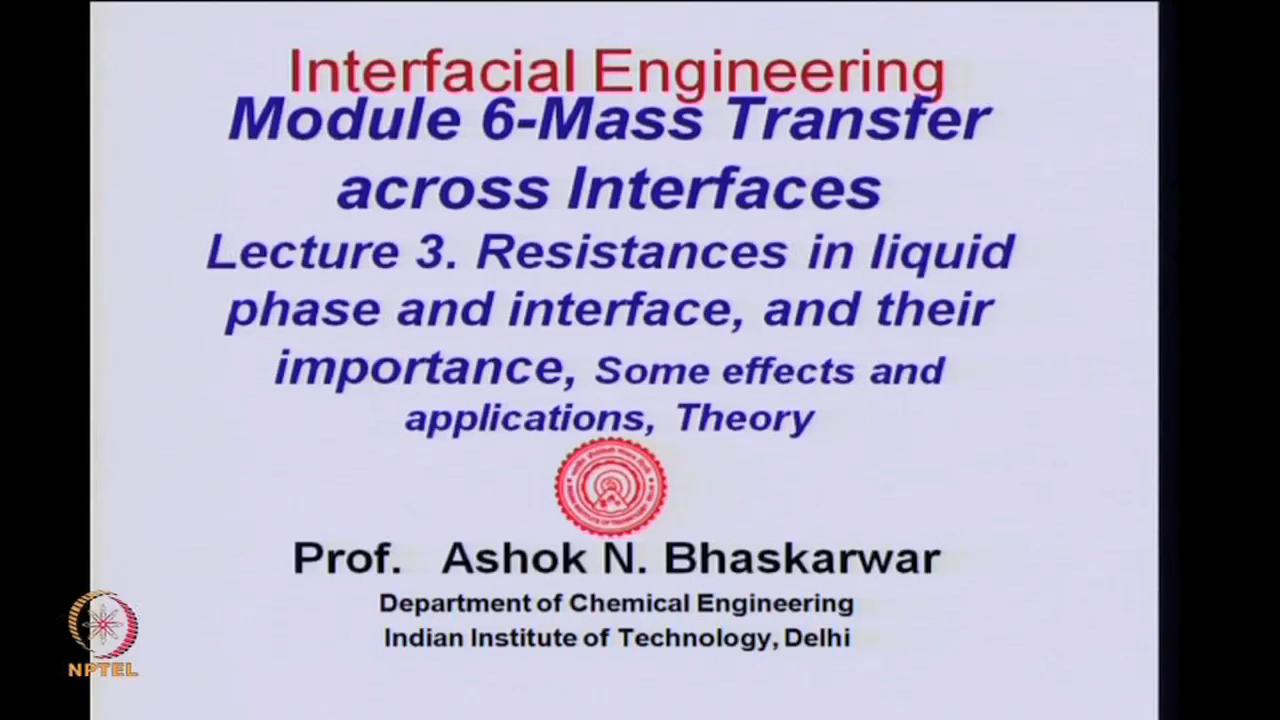 Interfacial Engineering
Module 6-Mass Transfer
across Interfaces
Lecture 3. Resistances in liquid
phase and interface, and their
importance, Some effects and
applications, Theory
Prof. Ashok N. Bhaskarwar
Department of Chemical Engineering
Indian Institute of Technology, Delhi
NPTEL